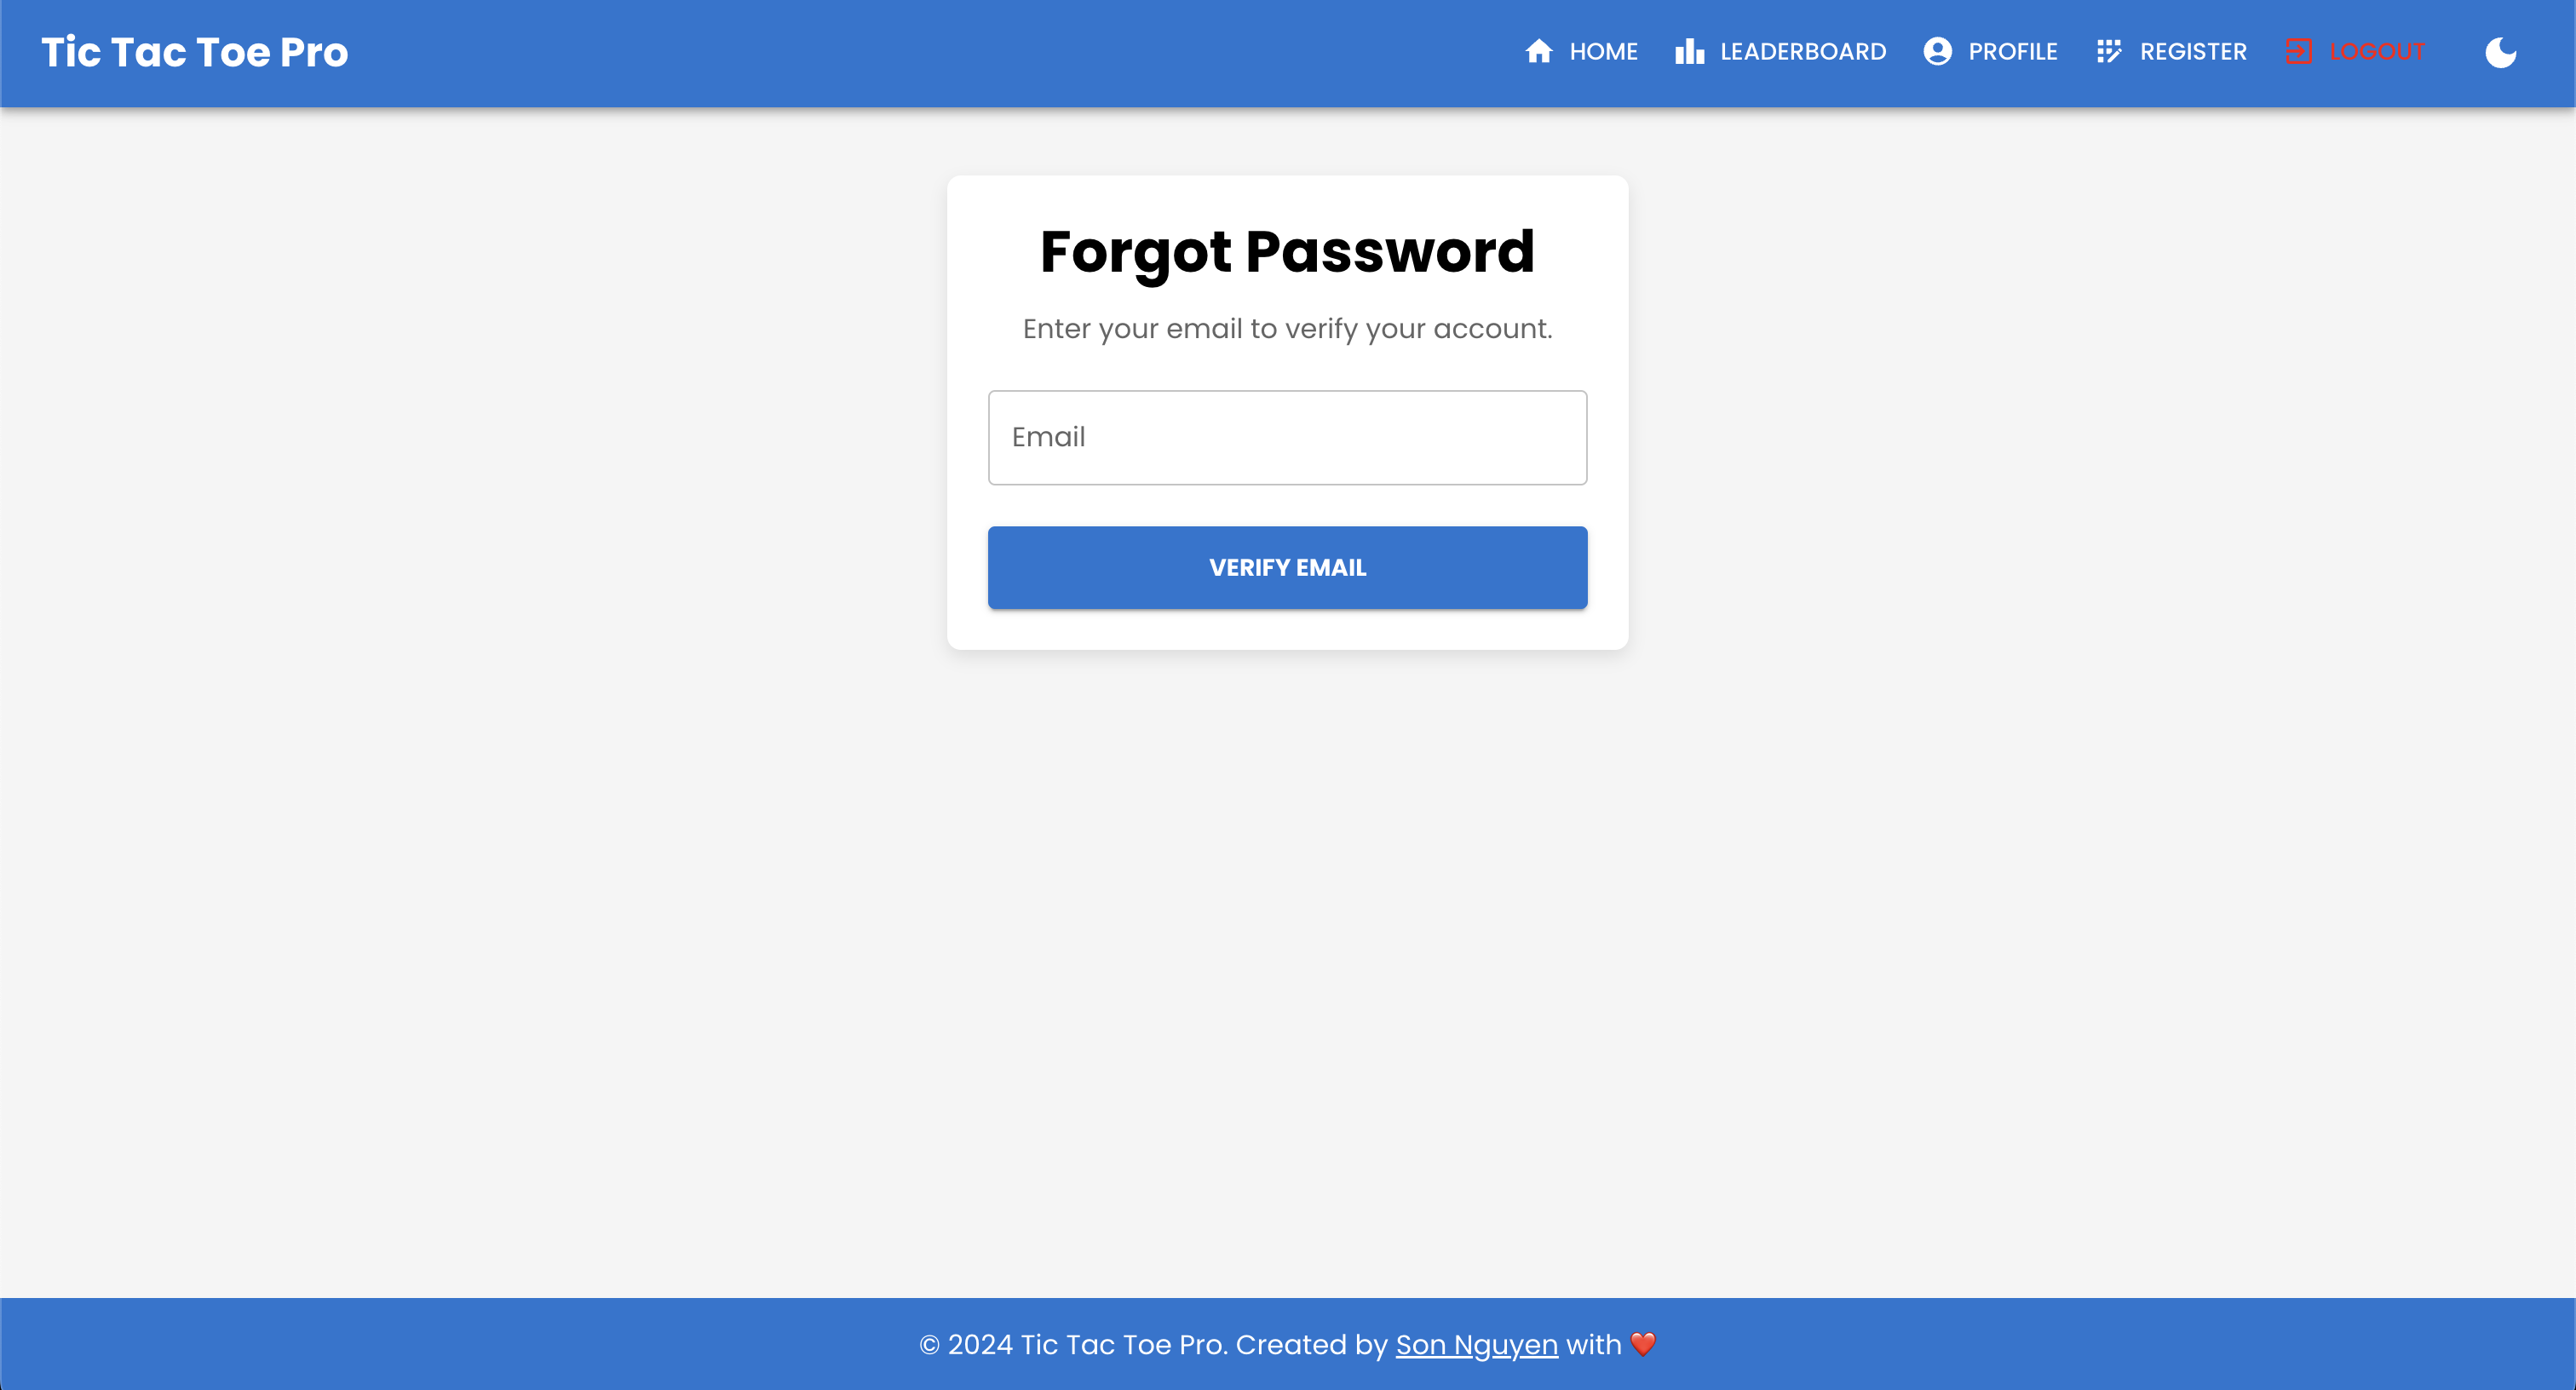 Tic Tac Toe Pro
HOME LEADERBOARD PROFILE REGISTER LOGOUT
Forgot Password
Enter your email to verify your account.
Email
VERIFY EMAIL
© 2024 Tic Tac Toe Pro. Created by Son Nguyen with ❤️